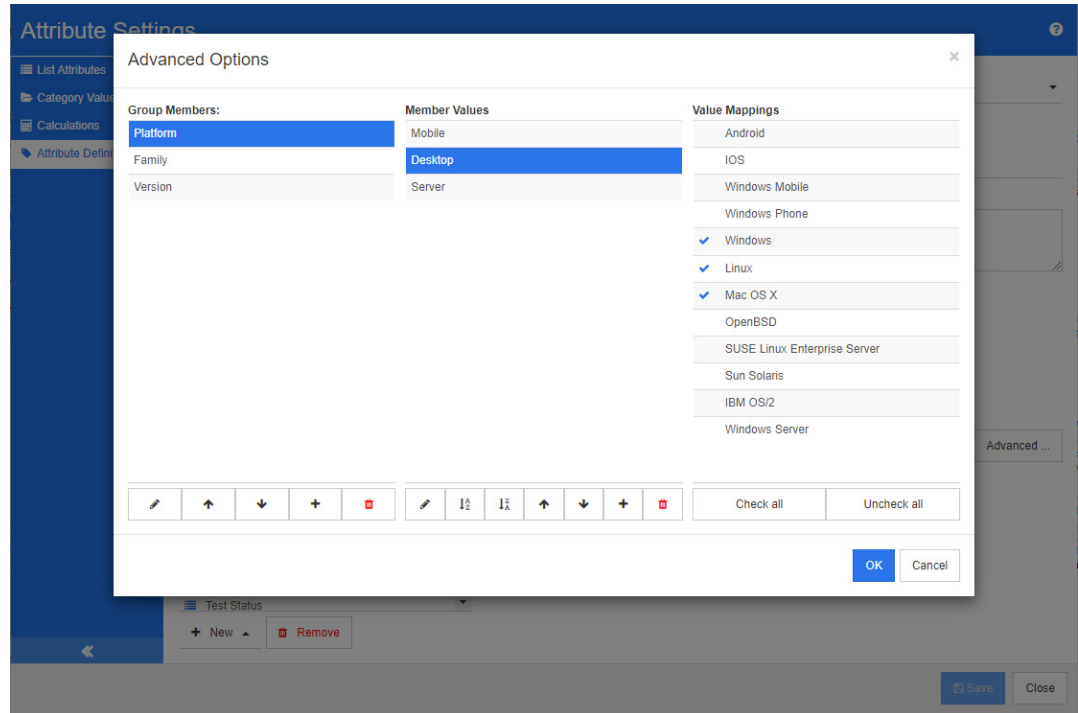 Attribute Settings
Advanced Options
List Attributes
Category Value
Calculations
Attribute Defini
Group Members:
Platform
Family
Version
Member Values
Mobile
Desktop
Server
Value Mappings
Android
IOS
Windows Mobile
Windows Phone
Windows
Linux
Mac OS X
OpenBSD
SUSE Linux Enterprise Server
Sun Solaris
IBM OS/2
Windows Server
Advanced ...
Check all
Uncheck all
OK
Cancel
Test Status
New
Remove
Save
Close